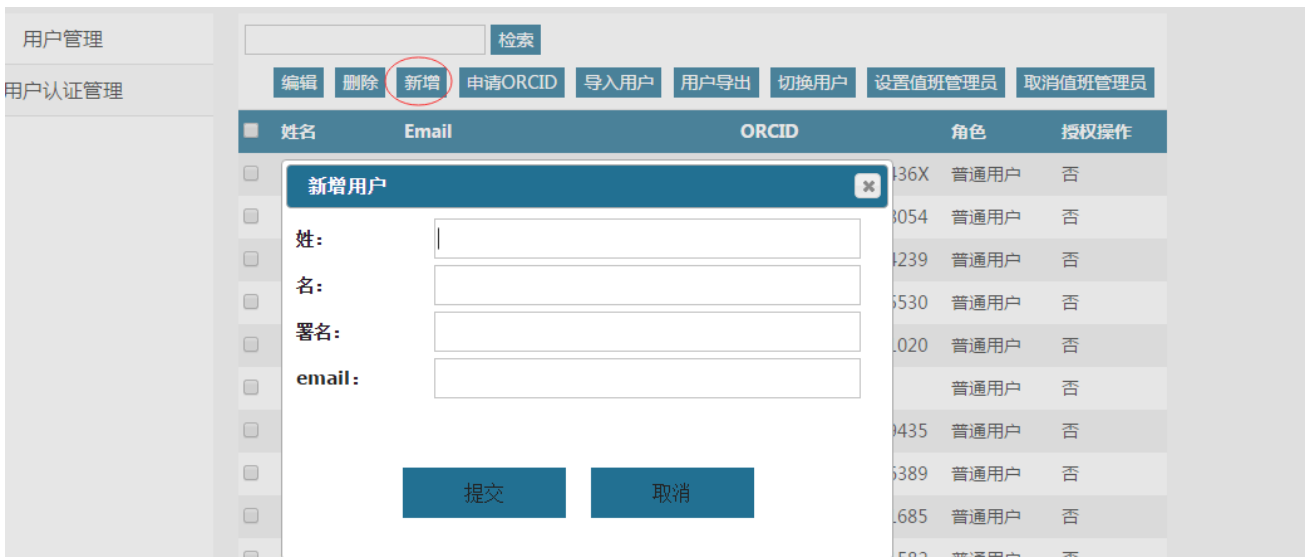 用户管理
用户认证管理
检索
编辑 删除 新增 申请ORCID 导入用户 用户导出 切换用户 设置值班管理员 取消值班管理员
姓名 Email ORCID 角色 授权操作
新增用户
436X 普通用户 否
3054 普通用户 否
姓：
4239 普通用户 否
名：
5530 普通用户 否
署名：
1020 普通用户 否
email：
普通用户 否
9435 普通用户 否
6389 普通用户 否
提交 取消
1685 普通用户 否